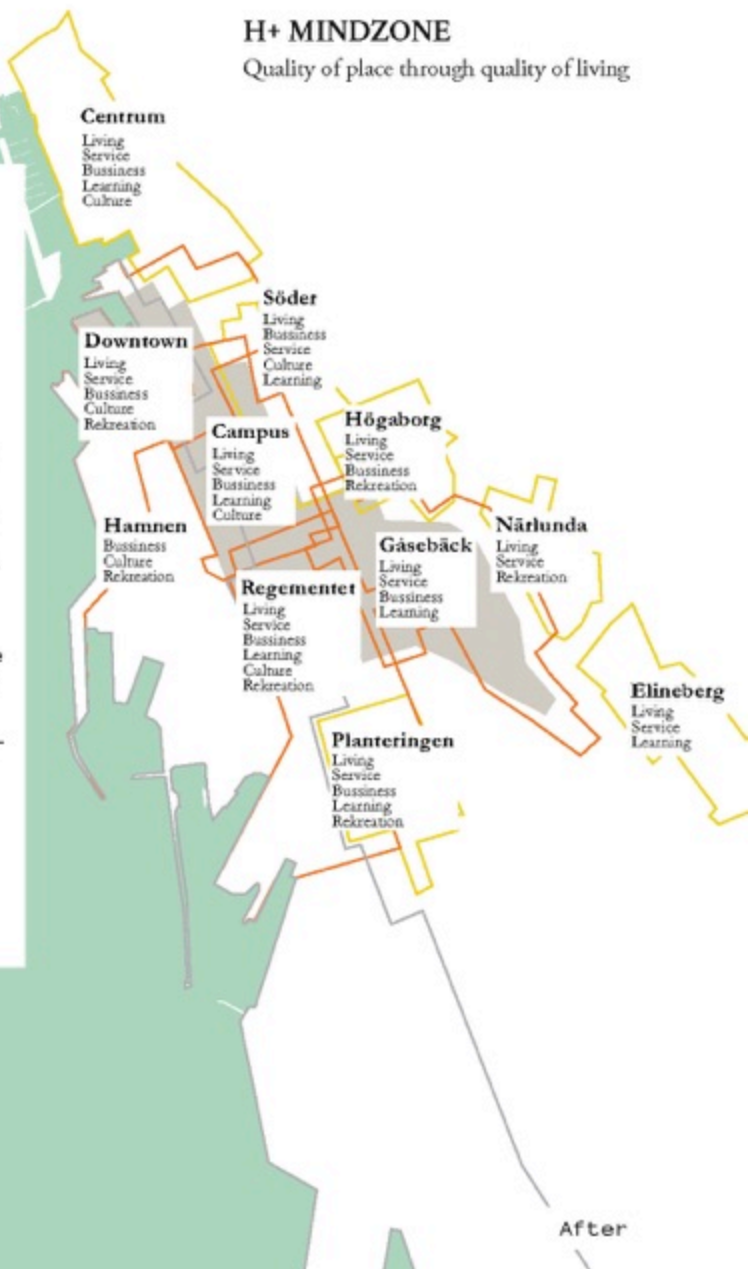 H+ MINDZONE
Quality of place through quality of living
Centrum
Living
Service
Bussiness
Learning
Culture
Söder
Living
Bussiness
Service
Culture
Learning
Downtown
Living
Service
Bussiness
Culture
Rekreation
Campus
Living
Service
Bussiness
Learning
Culture
Högaborg
Living
Service
Bussiness
Rekreation
Hamnen
Bussiness
Culture
Rekreation
Gåsebäck
Living
Service
Bussiness
Learning
Närlunda
Living
Service
Rekreation
Regementet
Living
Service
Bussiness
Learning
Culture
Rekreation
Elineberg
Living
Service
Learning
Planteringen
Living
Service
Bussiness
Learning
Rekreation
After